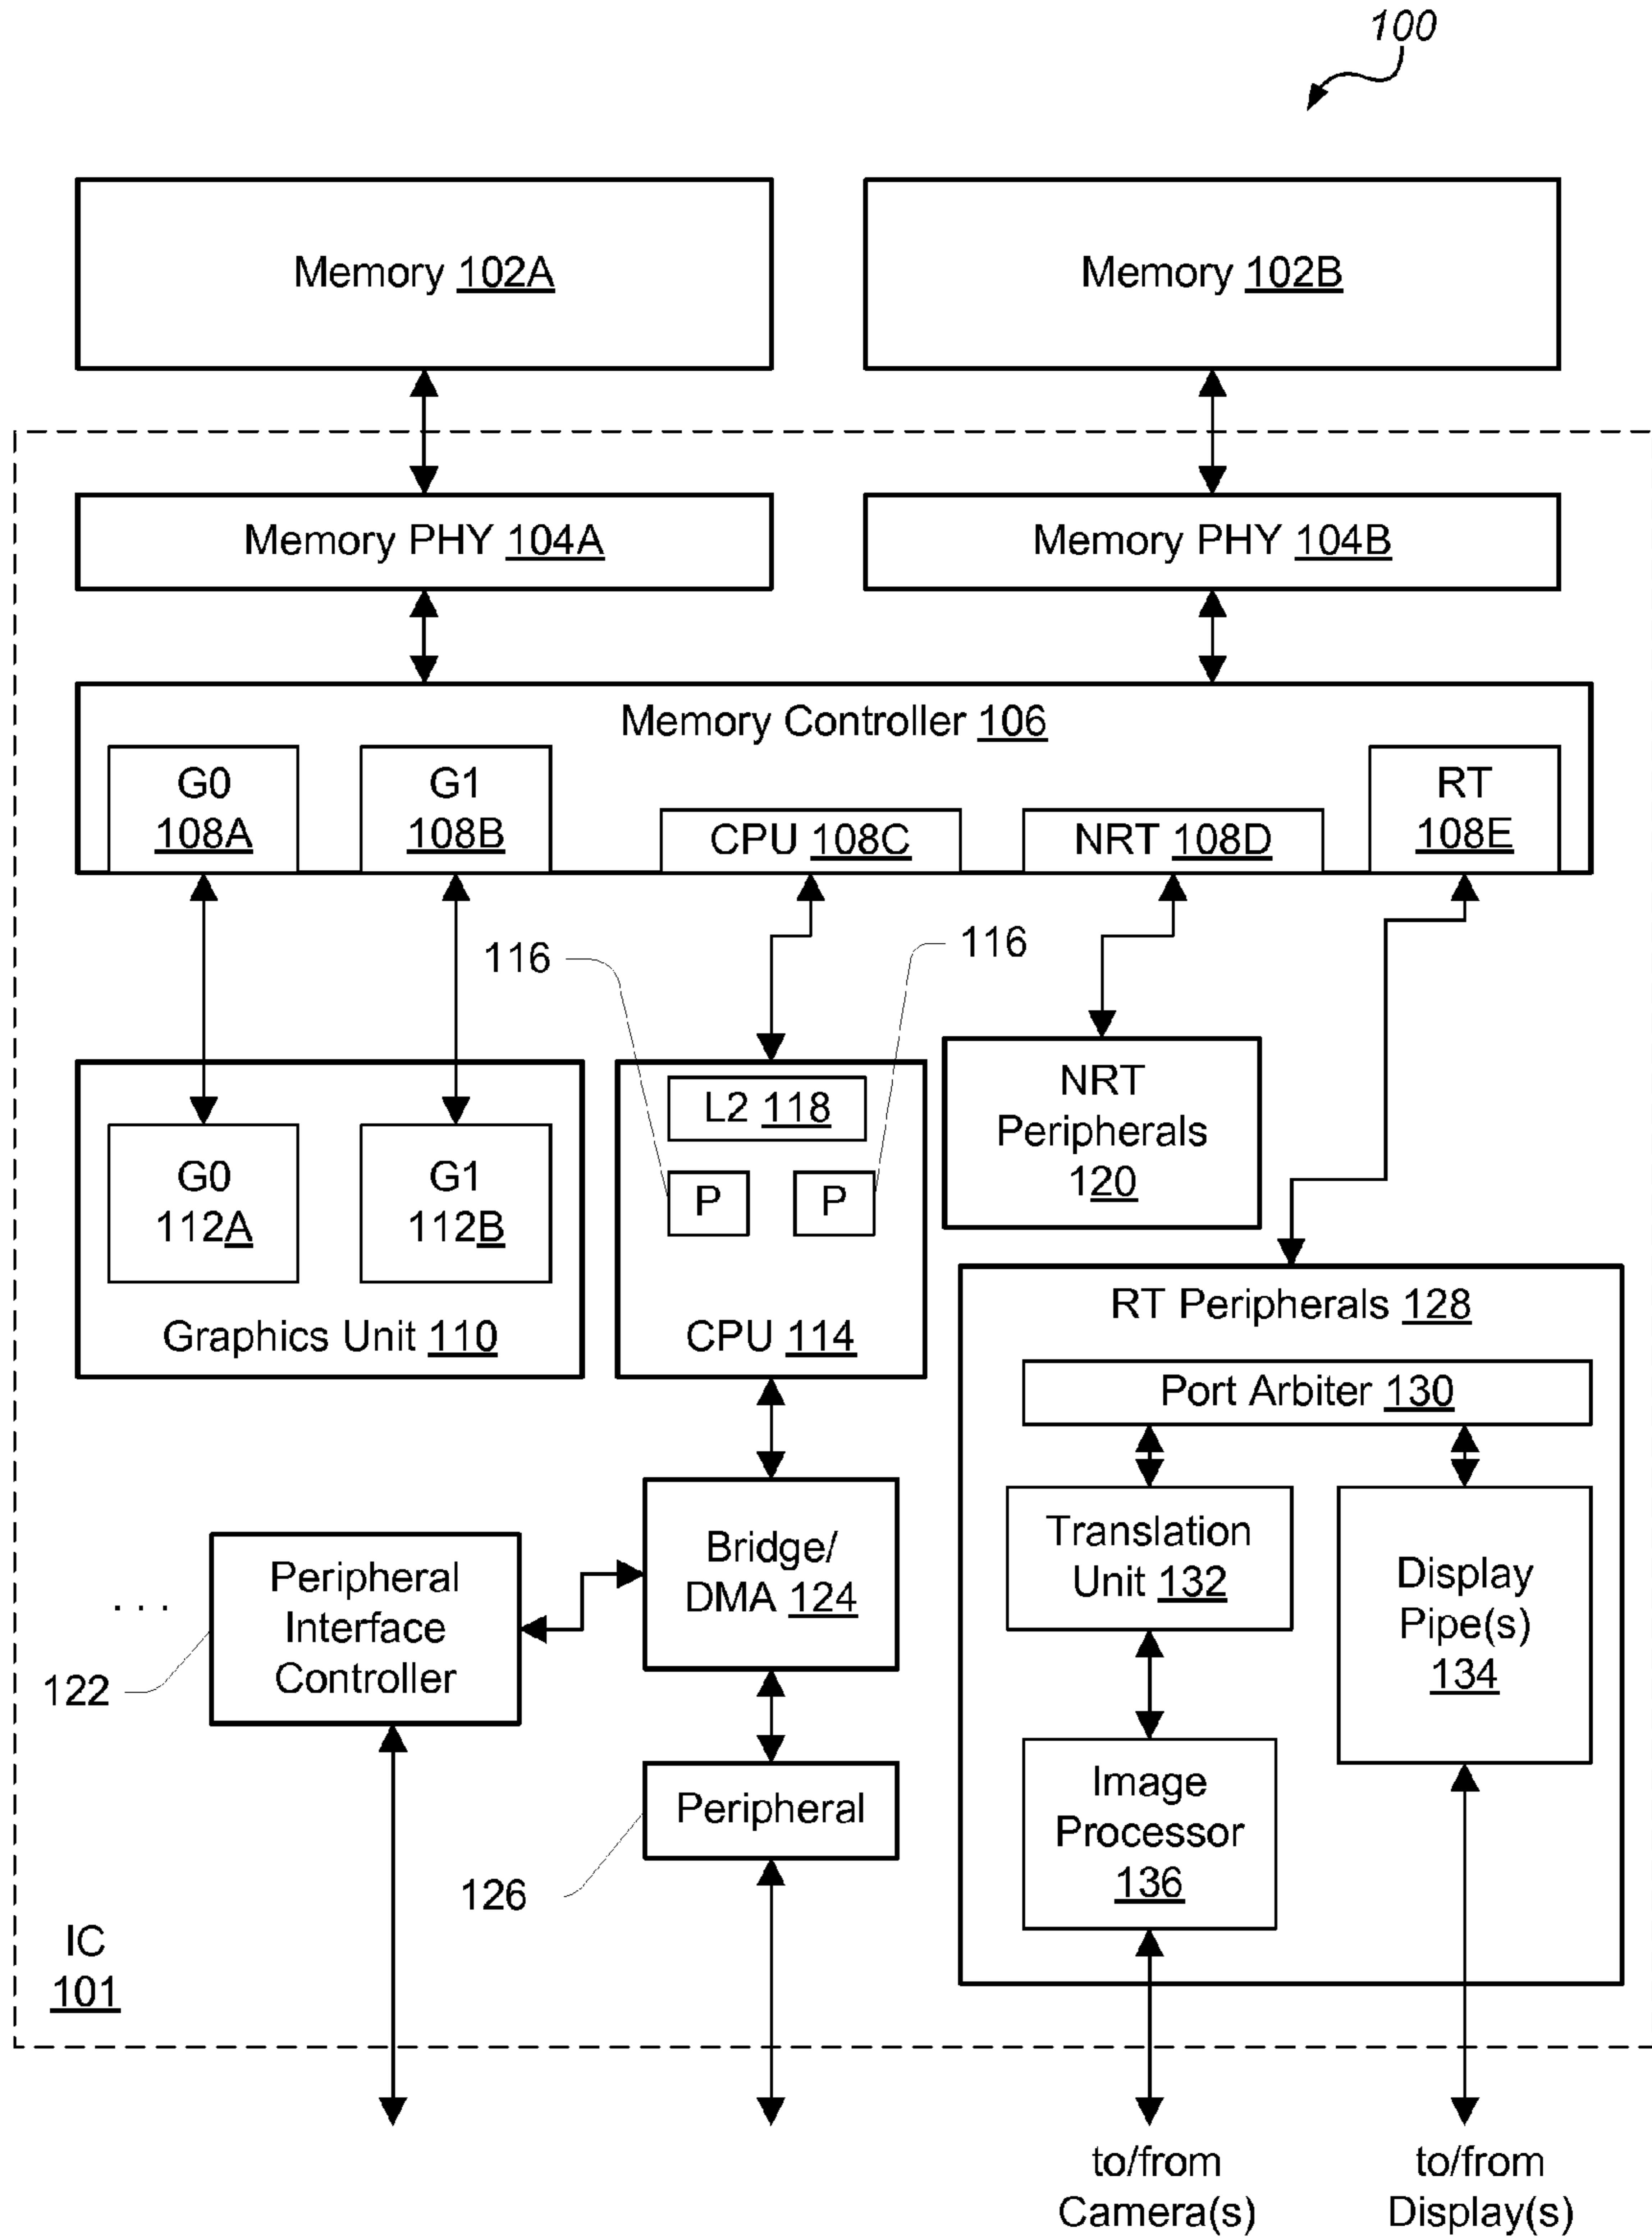 100
Memory 102A
Memory 102B
Memory PHY 104A
Memory PHY 104B
Memory Controller 106
G0
108A
G1
108B
CPU 108C
NRT 108D
RT
108E
116
116
G0
112A
G1
112B
Graphics Unit 110
L2 118
P
P
CPU 114
NRT
Peripherals
120
RT Peripherals 128
Port Arbiter 130
Translation
Unit 132
Display
Pipe(s)
134
Image
Processor
136
Bridge/
DMA 124
. . .
Peripheral
Interface
Controller
122
Peripheral
126
IC
101
to/from
Camera(s)
to/from
Display(s)